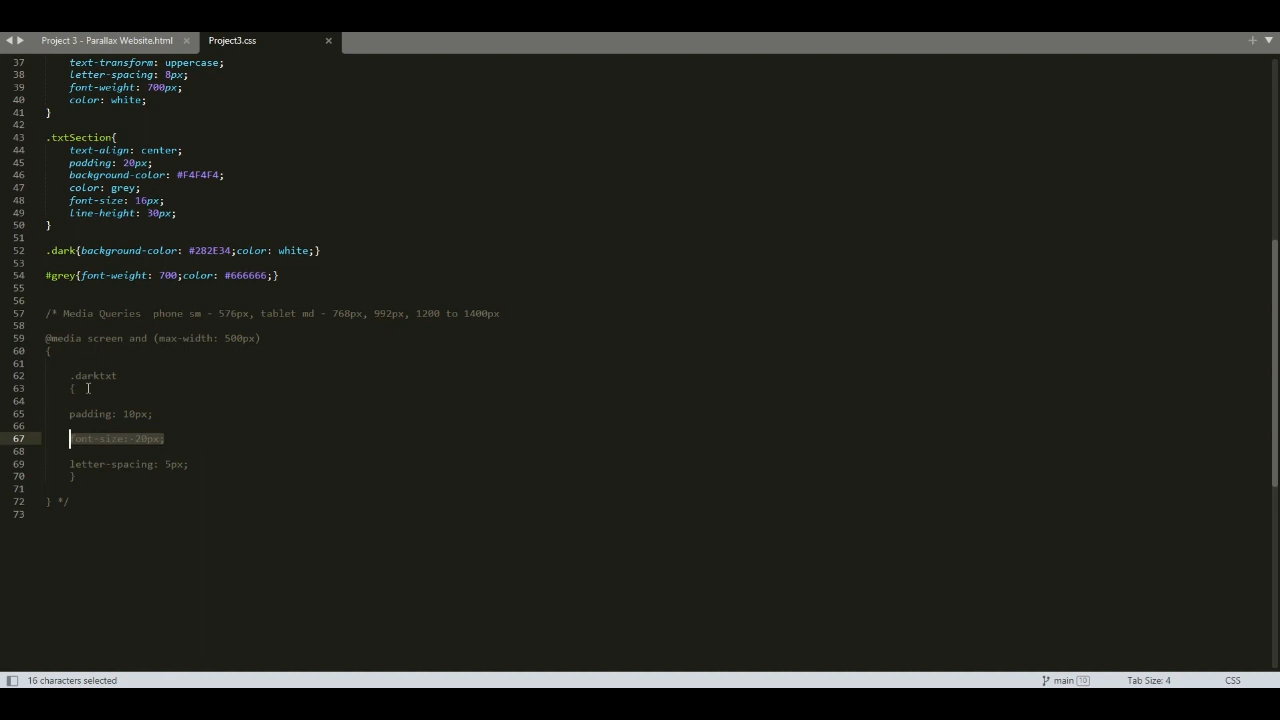 Project 3 - Parallax Website.html × Project3.css ×
37 text-transform: uppercase;
38 letter-spacing: 8px;
39 font-weight: 700px;
40 color: white;
41 }
42
43 .txtSection{
44 text-align: center;
45 padding: 20px;
46 background-color: #F4F4F4;
47 color: grey;
48 font-size: 16px;
49 line-height: 30px;
50 }
51
52 .dark{background-color: #282E34;color: white;}
53
54 #grey{font-weight: 700;color: #666666;}
55
56
57 /* Media Queries  phone sm - 576px, tablet md - 768px, 992px, 1200 to 1400px
58
59 @media screen and (max-width: 500px)
60 {
61
62 .darktxt
63 {
64
65 padding: 10px;
66
67 font-size: 20px;
68
69 letter-spacing: 5px;
70 }
71
72 } */
73
16 characters selected main 10 Tab Size: 4 CSS